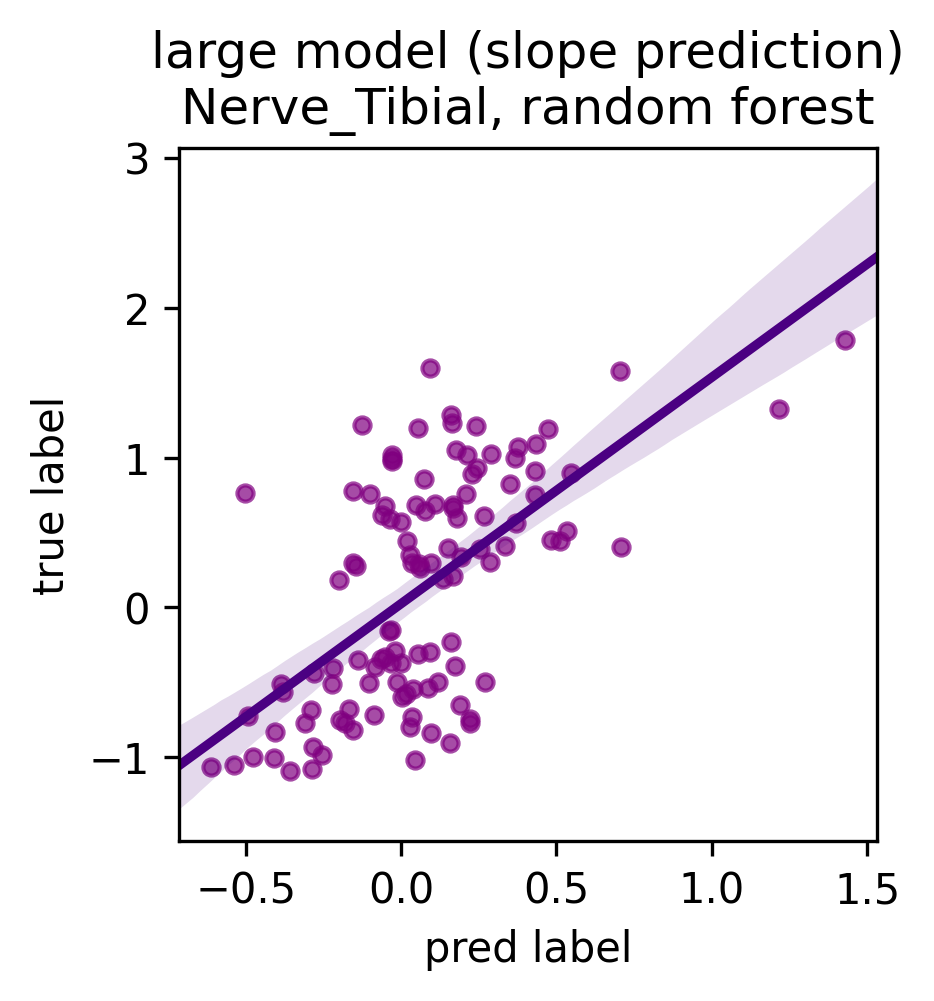 large model (slope prediction)
Nerve_Tibial, random forest
3
2
1
0
−1
true label
−0.5 0.0 0.5 1.0 1.5
pred label